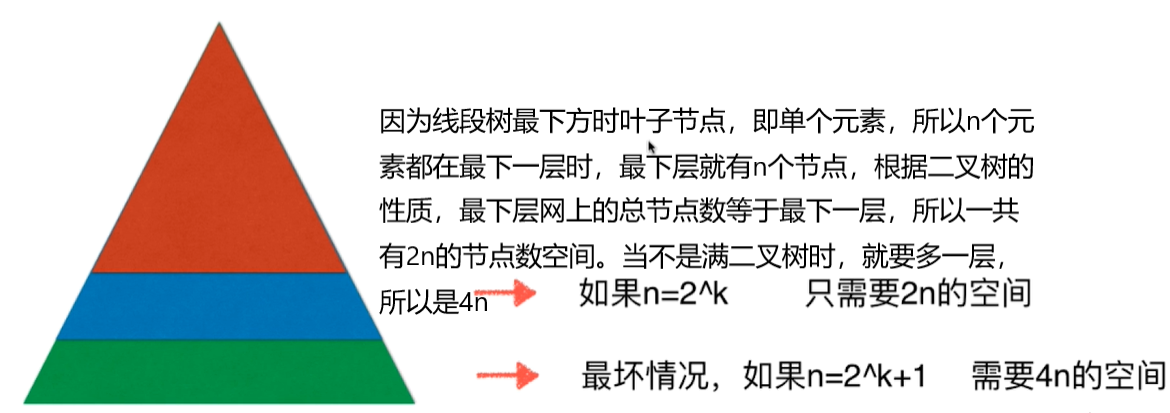 因为线段树最下方时叶子节点，即单个元素，所以n个元
素都在最下一层时，最下层就有n个节点，根据二叉树的
性质，最下层网上的总节点数等于最下一层，所以一共
有2n的节点数空间。当不是满二叉树时，就要多一层，
所以是4n
如果n=2^k 只需要2n的空间
最坏情况，如果n=2^k+1 需要4n的空间